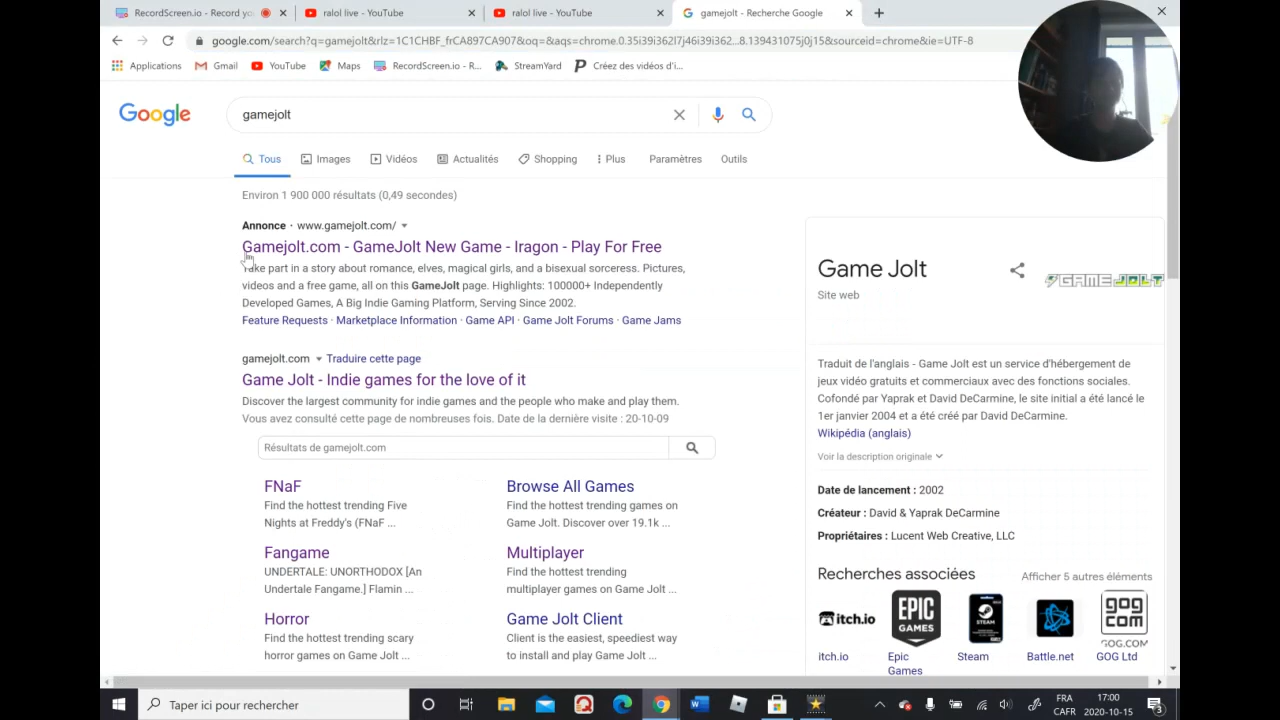 RecordScreen.io - Record yo
ralol live - YouTube
ralol live - YouTube
gamejolt - Recherche Google
google.com/search?q=gamejolt&rlz=1C1CHBF_frCA897CA907&oq=&aqs=chrome.0.35i39i362l7j46i39i362...8.139431075j0j15&sourceid=chrome&ie=UTF-8
Applications
Gmail
YouTube
Maps
RecordScreen.io - R...
StreamYard
Créez des vidéos d'i...
Google
gamejolt
Tous
Images
Vidéos
Actualités
Shopping
Plus
Paramètres
Outils
Environ 1 900 000 résultats (0,49 secondes)
Annonce · www.gamejolt.com/
Gamejolt.com - GameJolt New Game - Iragon - Play For Free
Take part in a story about romance, elves, magical girls, and a bisexual sorceress. Pictures,
videos and a free game, all on this GameJolt page. Highlights: 100000+ Independently
Developed Games, A Big Indie Gaming Platform, Serving Since 2002.
Feature Requests · Marketplace Information · Game API · Game Jolt Forums · Game Jams
gamejolt.com Traduire cette page
Game Jolt - Indie games for the love of it
Discover the largest community for indie games and the people who make and play them.
Vous avez consulté cette page de nombreuses fois. Date de la dernière visite : 20-10-09
Résultats de gamejolt.com
FNaF
Find the hottest trending Five
Nights at Freddy's (FNaF ...
Browse All Games
Find the hottest trending games on
Game Jolt. Discover over 19.1k ...
Fangame
UNDERTALE: UNORTHODOX [An
Undertale Fangame.] Flamin ...
Multiplayer
Find the hottest trending
multiplayer games on Game Jolt ...
Horror
Find the hottest trending scary
horror games on Game Jolt ...
Game Jolt Client
Client is the easiest, speediest way
to install and play Game Jolt ...
Game Jolt
Site web
GAME JOLT
Traduit de l'anglais - Game Jolt est un service d'hébergement de
jeux vidéo gratuits et commerciaux avec des fonctions sociales.
Cofondé par Yaprak et David DeCarmine, le site initial a été lancé le
1er janvier 2004 et a été créé par David DeCarmine.
Wikipédia (anglais)
Voir la description originale
Date de lancement : 2002
Créateur : David & Yaprak DeCarmine
Propriétaires : Lucent Web Creative, LLC
Recherches associées
Afficher 5 autres éléments
itch.io
EPIC
GAMES
STEAM
gog
com
GOG.COM
itch.io
Epic
Games
Steam
Battle.net
GOG Ltd
Taper ici pour rechercher
FRA
CAFR
17:00
2020-10-15
3